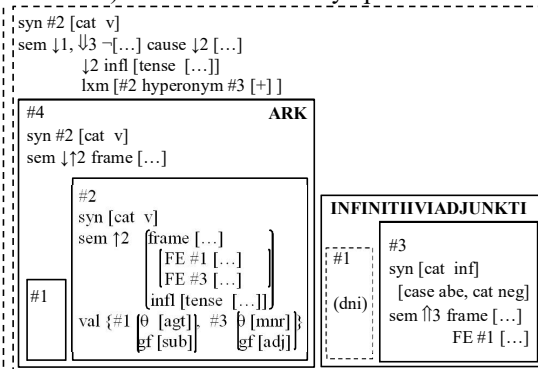 syn #2 [cat v]
sem ↓1, ⇓3 ¬[…] cause ↓2 […]
↓2 infl [tense […]]
lxm [#2 hyperonym #3 [+] ]
#4 ARK
syn #2 [cat v]
sem ↓↑2 frame […]
#2
syn [cat v]
sem ↑2 [frame […]
[FE #1 […]
[FE #3 […]
[infl [tense […]]]
val {#1 [θ [agt]], #3 [θ [mnr]]}
[gf [sub]] [gf [adj]]
#1
INFINITIIVIADJUNKTI
#1
(dni)
#3
syn [cat inf]
[case abe, cat neg]
sem ⇑3 frame […]
FE #1 […]